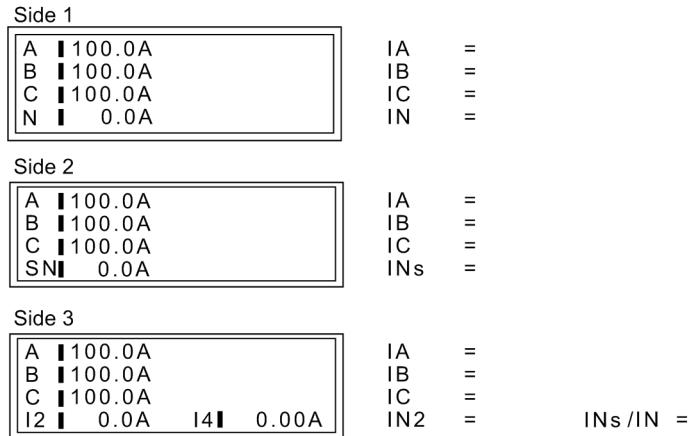 Side 1
A 100.0A IA =
B 100.0A IB =
C 100.0A IC =
N 0.0A IN =
Side 2
A 100.0A IA =
B 100.0A IB =
C 100.0A IC =
SN 0.0A INs =
Side 3
A 100.0A IA =
B 100.0A IB =
C 100.0A IC =
I2 0.0A I4 0.00A IN2 = INs/IN =